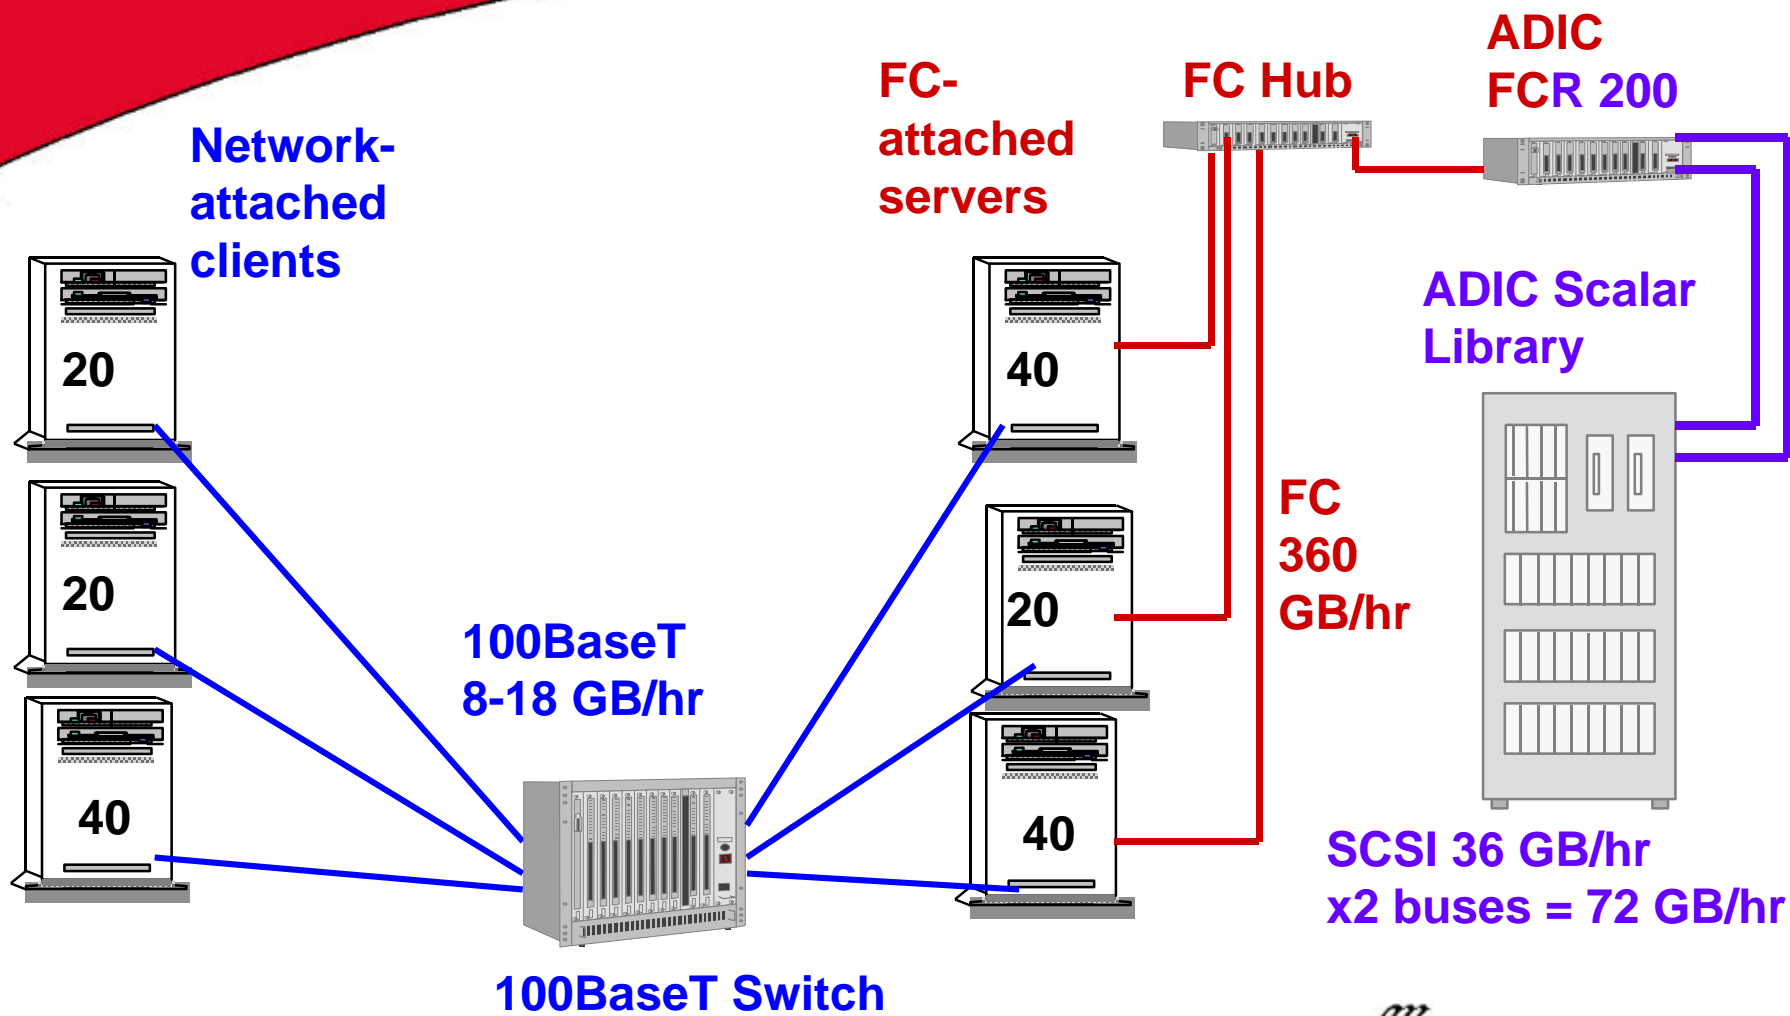 Network-
attached
clients
FC-
attached
servers
FC Hub
ADIC
FCR 200
ADIC Scalar
Library
20
20
40
40
20
40
100BaseT
8-18 GB/hr
FC
360
GB/hr
SCSI 36 GB/hr
x2 buses = 72 GB/hr
100BaseT Switch